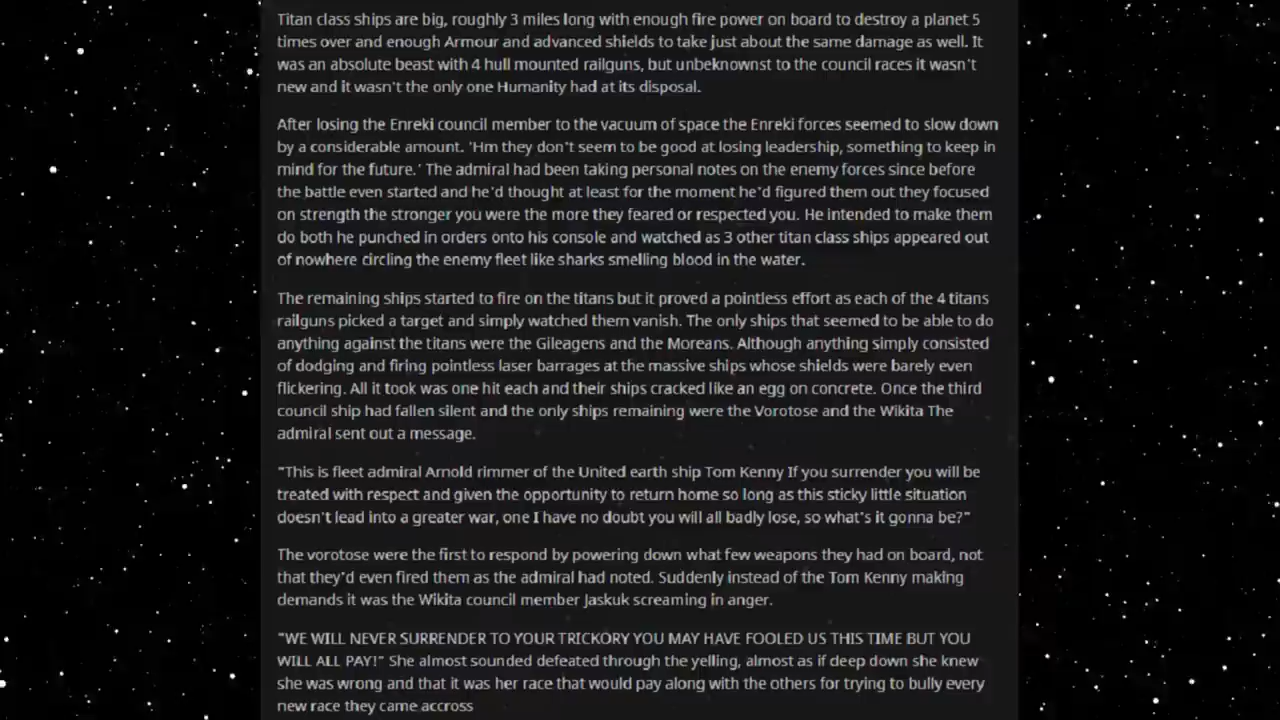 Titan class ships are big, roughly 3 miles long with enough fire power on board to destroy a planet 5
times over and enough Armour and advanced shields to take just about the same damage as well. It
was an absolute beast with 4 hull mounted railguns, but unbeknownst to the council races it wasn't
new and it wasn't the only one Humanity had at its disposal.
After losing the Enreki council member to the vacuum of space the Enreki forces seemed to slow down
by a considerable amount. 'Hm they don't seem to be good at losing leadership, something to keep in
mind for the future.' The admiral had been taking personal notes on the enemy forces since before
the battle even started and he'd thought at least for the moment he'd figured them out they focused
on strength the stronger you were the more they feared or respected you. He intended to make them
do both he punched in orders onto his console and watched as 3 other titan class ships appeared out
of nowhere circling the enemy fleet like sharks smelling blood in the water.
The remaining ships started to fire on the titans but it proved a pointless effort as each of the 4 titans
railguns picked a target and simply watched them vanish. The only ships that seemed to be able to do
anything against the titans were the Gileagens and the Moreans. Although anything simply consisted
of dodging and firing pointless laser barrages at the massive ships whose shields were barely even
flickering. All it took was one hit each and their ships cracked like an egg on concrete. Once the third
council ship had fallen silent and the only ships remaining were the Vorotose and the Wikita The
admiral sent out a message.
"This is fleet admiral Arnold rimmer of the United earth ship Tom Kenny If you surrender you will be
treated with respect and given the opportunity to return home so long as this sticky little situation
doesn't lead into a greater war, one I have no doubt you will all badly lose, so what's it gonna be?"
The vorotose were the first to respond by powering down what few weapons they had on board, not
that they'd even fired them as the admiral had noted. Suddenly instead of the Tom Kenny making
demands it was the Wikita council member Jaskuk screaming in anger.
"WE WILL NEVER SURRENDER TO YOUR TRICKORY YOU MAY HAVE FOOLED US THIS TIME BUT YOU
WILL ALL PAY!" She almost sounded defeated through the yelling, almost as if deep down she knew
she was wrong and that it was her race that would pay along with the others for trying to bully every
new race they came accross